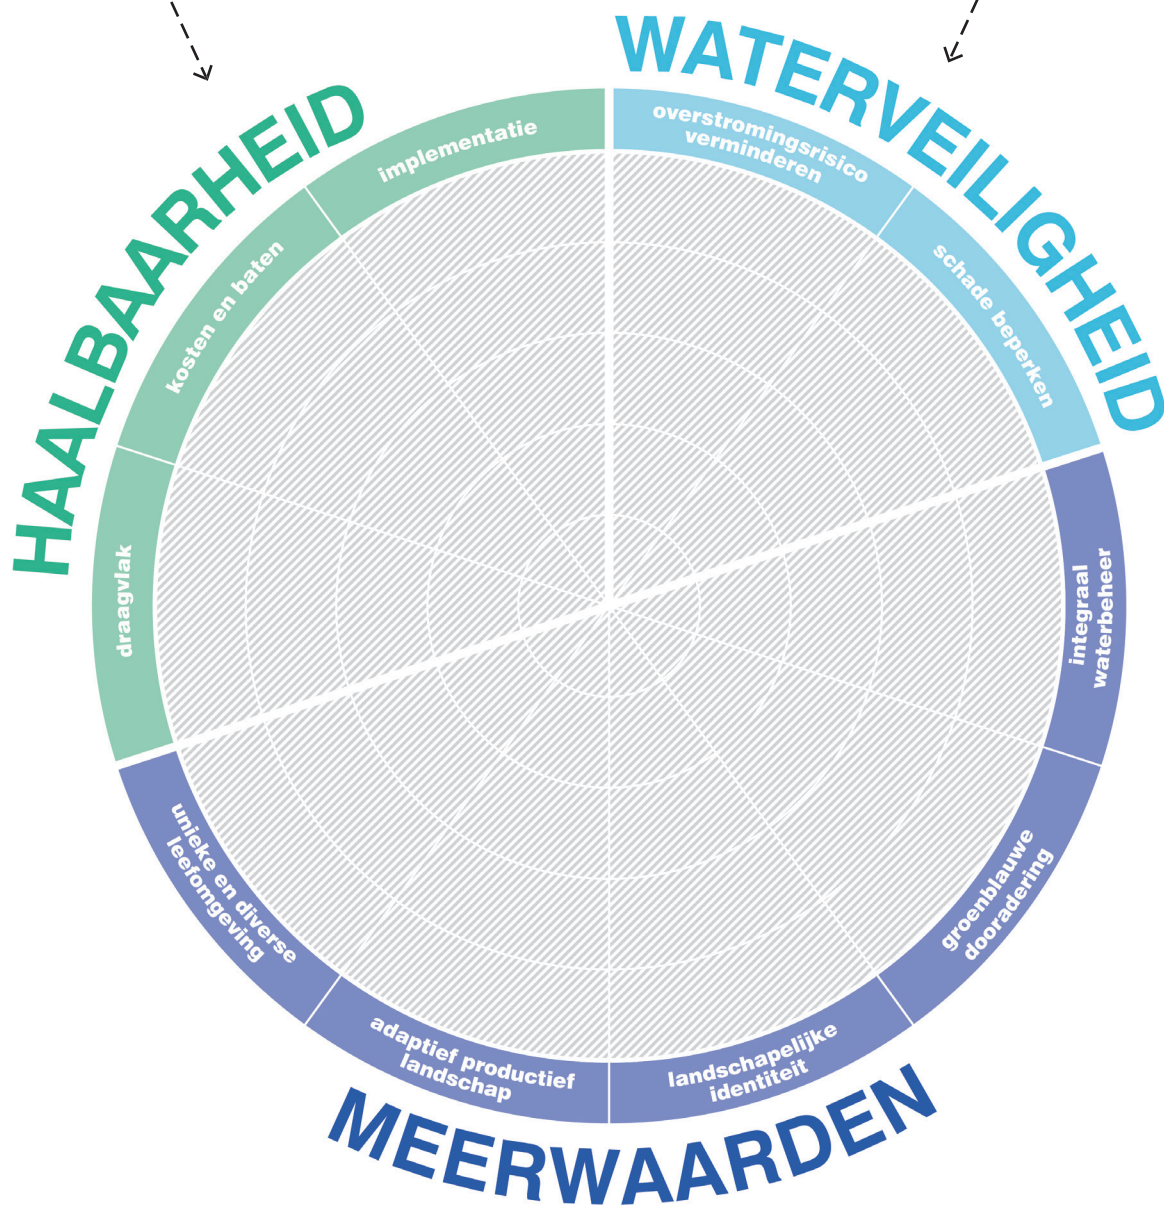 WATERVEILIGHEID
overstromingsrisico
verminderen
schade beperken
integraal
waterbeheer
groenblauwe
dooradering
landschapelijke
identiteit
MEERWAARDEN
adaptief productief
landschap
unieke en diverse
leefomgeving
HAALBAARHEID
draagvlak
kosten en baten
implementatie